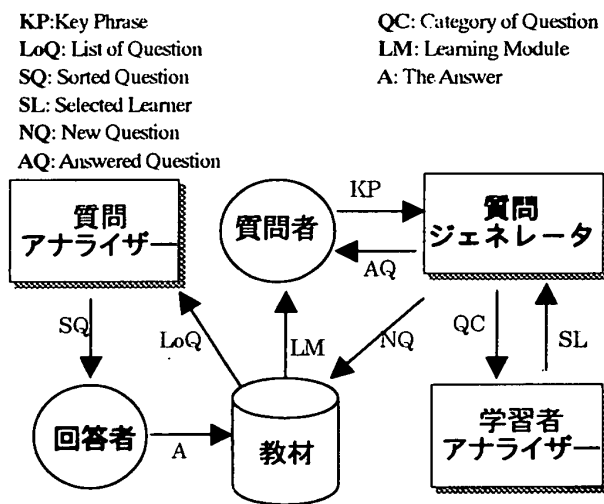 KP:Key Phrase
LoQ: List of Question
SQ: Sorted Question
SL: Selected Learner
NQ: New Question
AQ: Answered Question
QC: Category of Question
LM: Learning Module
A: The Answer
質問
アナライザー
質問者
KP
AQ
質問
ジェネレータ
SQ
LoQ
LM
NQ
QC
SL
回答者
A
教材
学習者
アナライザー